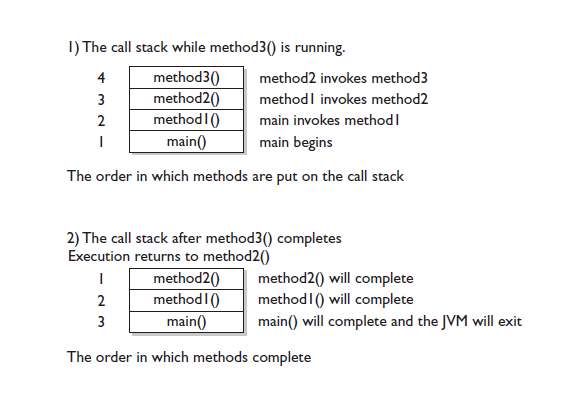 1) The call stack while method3() is running.
4 method3() method2 invokes method3
3 method2() method1 invokes method2
2 method1() main invokes method1
1 main() main begins
The order in which methods are put on the call stack
2) The call stack after method3() completes
Execution returns to method2()
1 method2() method2() will complete
2 method1() method1() will complete
3 main() main() will complete and the JVM will exit
The order in which methods complete